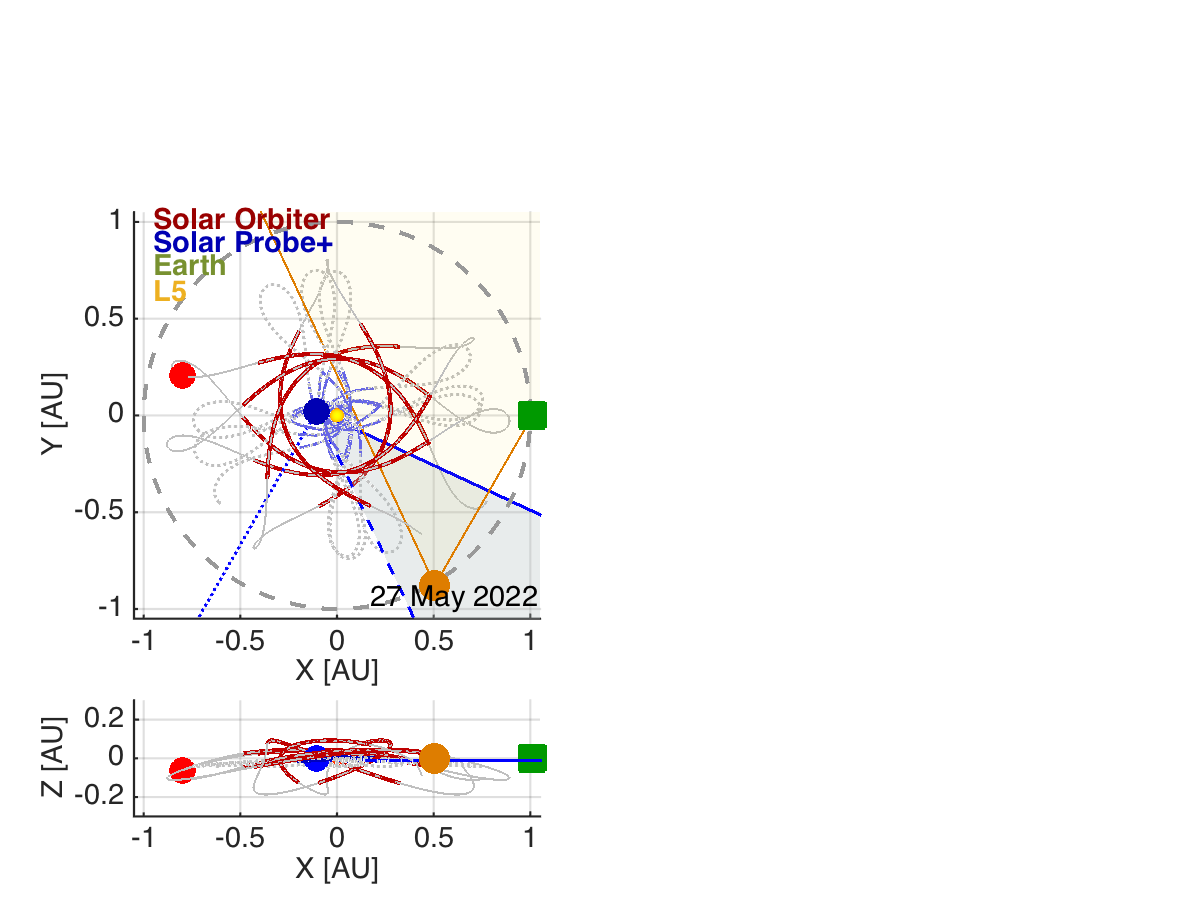 1
Solar Orbiter
Solar Probe+
Earth
L5
0.5
0
-0.5
-1
Y [AU]
27 May 2022
-1 -0.5 0 0.5 1
X [AU]
0.2
0
-0.2
Z [AU]
-1 -0.5 0 0.5 1
X [AU]